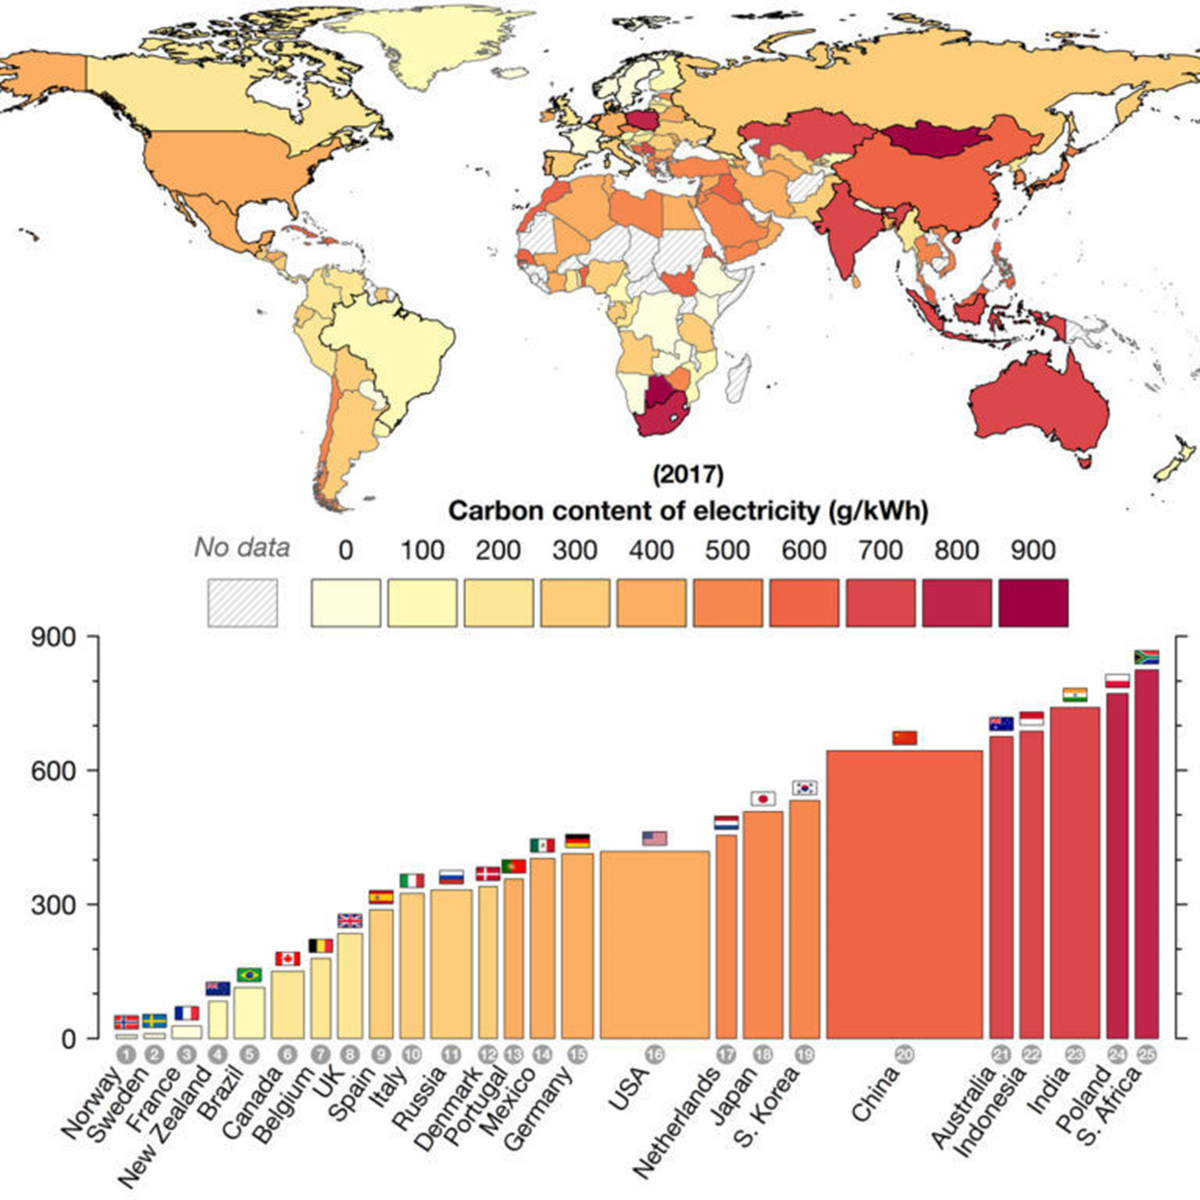 (2017)
Carbon content of electricity (g/kWh)
No data 0 100 200 300 400 500 600 700 800 900
900
600
300
0
1 2 3 4 5 6 7 8 9 10 11 12 13 14 15 16 17 18 19 20 21 22 23 24 25
Norway
Sweden
France
New Zealand
Brazil
Canada
Belgium
UK
Spain
Italy
Russia
Denmark
Portugal
Mexico
Germany
USA
Netherlands
Japan
S. Korea
China
Australia
Indonesia
India
Poland
S. Africa